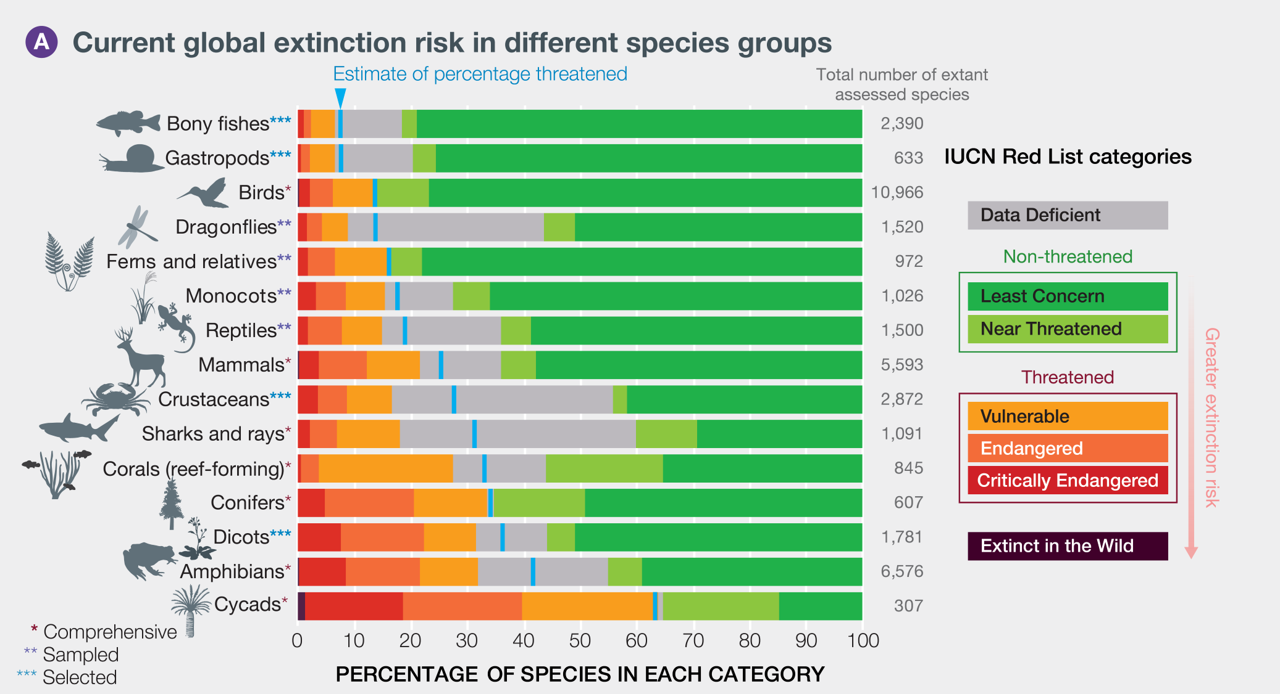 A Current global extinction risk in different species groups
Estimate of percentage threatened
Total number of extant
assessed species
Bony fishes*** 2,390
Gastropods*** 633
Birds* 10,966
Dragonflies** 1,520
Ferns and relatives** 972
Monocots** 1,026
Reptiles** 1,500
Mammals* 5,593
Crustaceans*** 2,872
Sharks and rays* 1,091
Corals (reef-forming)* 845
Conifers* 607
Dicots*** 1,781
Amphibians* 6,576
Cycads* 307
0 10 20 30 40 50 60 70 80 90 100
PERCENTAGE OF SPECIES IN EACH CATEGORY
* Comprehensive
** Sampled
*** Selected
IUCN Red List categories
Data Deficient
Non-threatened
Least Concern
Near Threatened
Threatened
Vulnerable
Endangered
Critically Endangered
Extinct in the Wild
Greater extinction risk